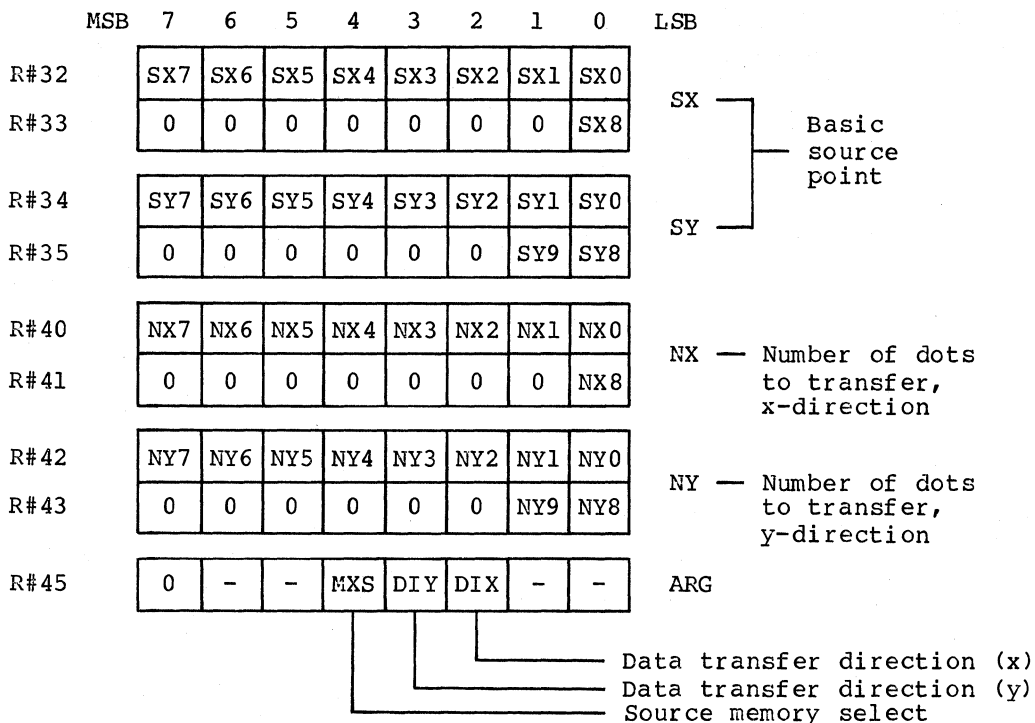 MSB 7 6 5 4 3 2 1 0 LSB
R#32 SX7 SX6 SX5 SX4 SX3 SX2 SX1 SX0
SX
R#33 0 0 0 0 0 0 0 SX8
Basic
source
point
R#34 SY7 SY6 SY5 SY4 SY3 SY2 SY1 SY0
SY
R#35 0 0 0 0 0 0 SY9 SY8
R#40 NX7 NX6 NX5 NX4 NX3 NX2 NX1 NX0
NX — Number of dots
R#41 0 0 0 0 0 0 0 NX8
to transfer,
x-direction
R#42 NY7 NY6 NY5 NY4 NY3 NY2 NY1 NY0
NY — Number of dots
R#43 0 0 0 0 0 0 NY9 NY8
to transfer,
y-direction
R#45 0 - - MXS DIY DIX - - ARG
Data transfer direction (x)
Data transfer direction (y)
Source memory select